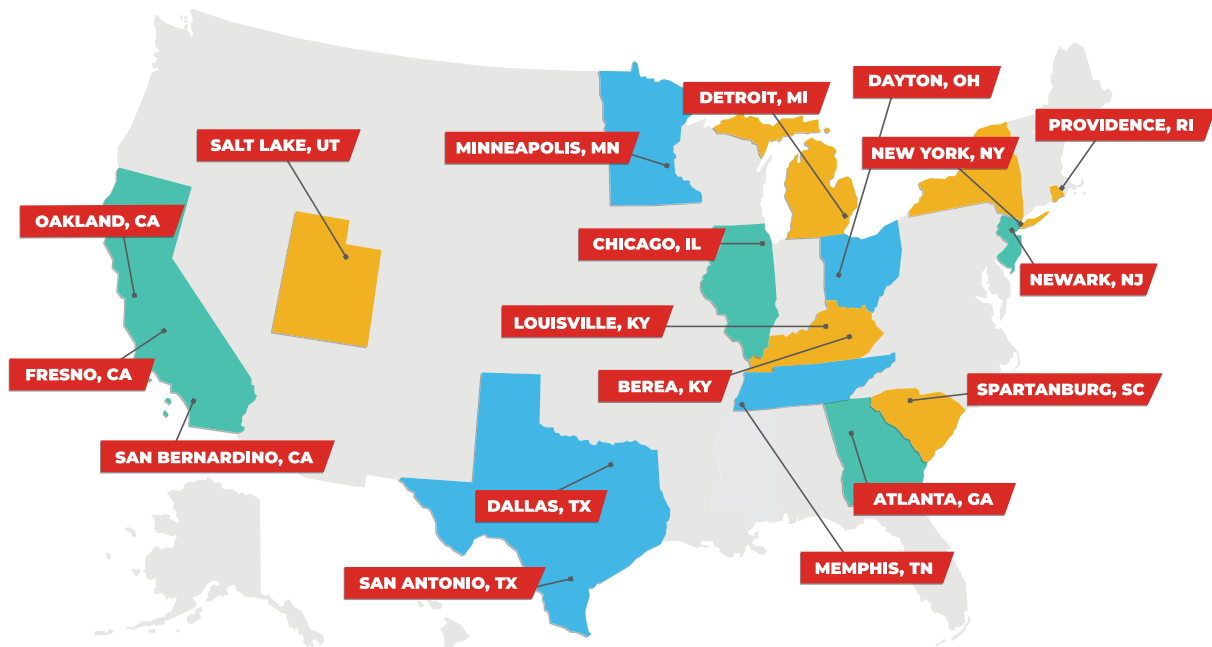 DAYTON, OH
DETROIT, MI
PROVIDENCE, RI
SALT LAKE, UT
MINNEAPOLIS, MN
NEW YORK, NY
OAKLAND, CA
CHICAGO, IL
NEWARK, NJ
LOUISVILLE, KY
FRESNO, CA
BEREA, KY
SPARTANBURG, SC
SAN BERNARDINO, CA
DALLAS, TX
ATLANTA, GA
MEMPHIS, TN
SAN ANTONIO, TX